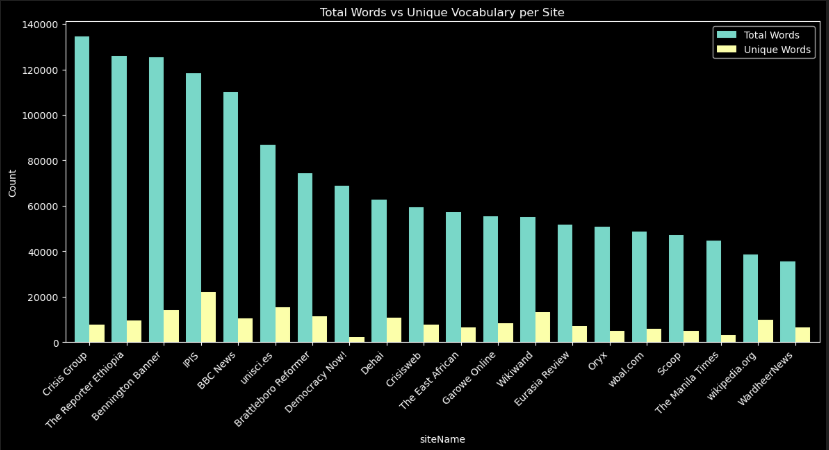 Total Words vs Unique Vocabulary per Site
140000
120000
100000
80000
60000
40000
20000
0
Count
Total Words
Unique Words
Crisis Group
The Reporter Ethiopia
Bennington Banner
IPIS
BBC News
unisci.es
Brattleboro Reformer
Democracy Now!
Dehai
Crisisweb
The East African
Garowe Online
Wikiwand
Eurasia Review
Oryx
wbal.com
Scoop
The Manila Times
wikipedia.org
WardheerNews
siteName